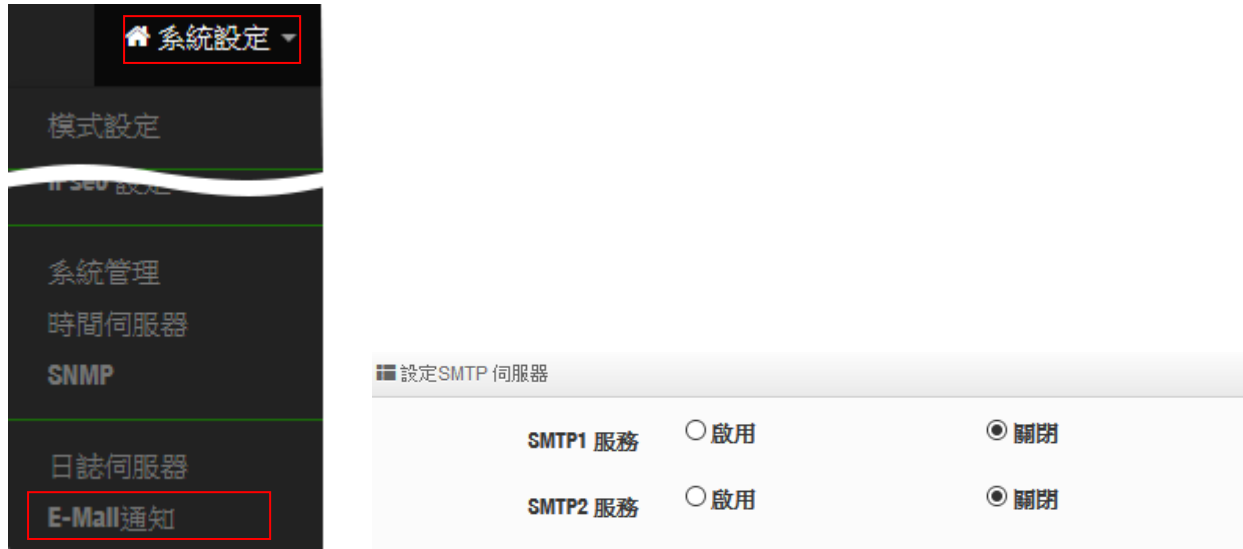 系統設定
模式設定
系統管理
時間伺服器
SNMP
日誌伺服器
E-Mall通知
設定SMTP 伺服器
SMTP1 服務 啟用 關閉
SMTP2 服務 啟用 關閉